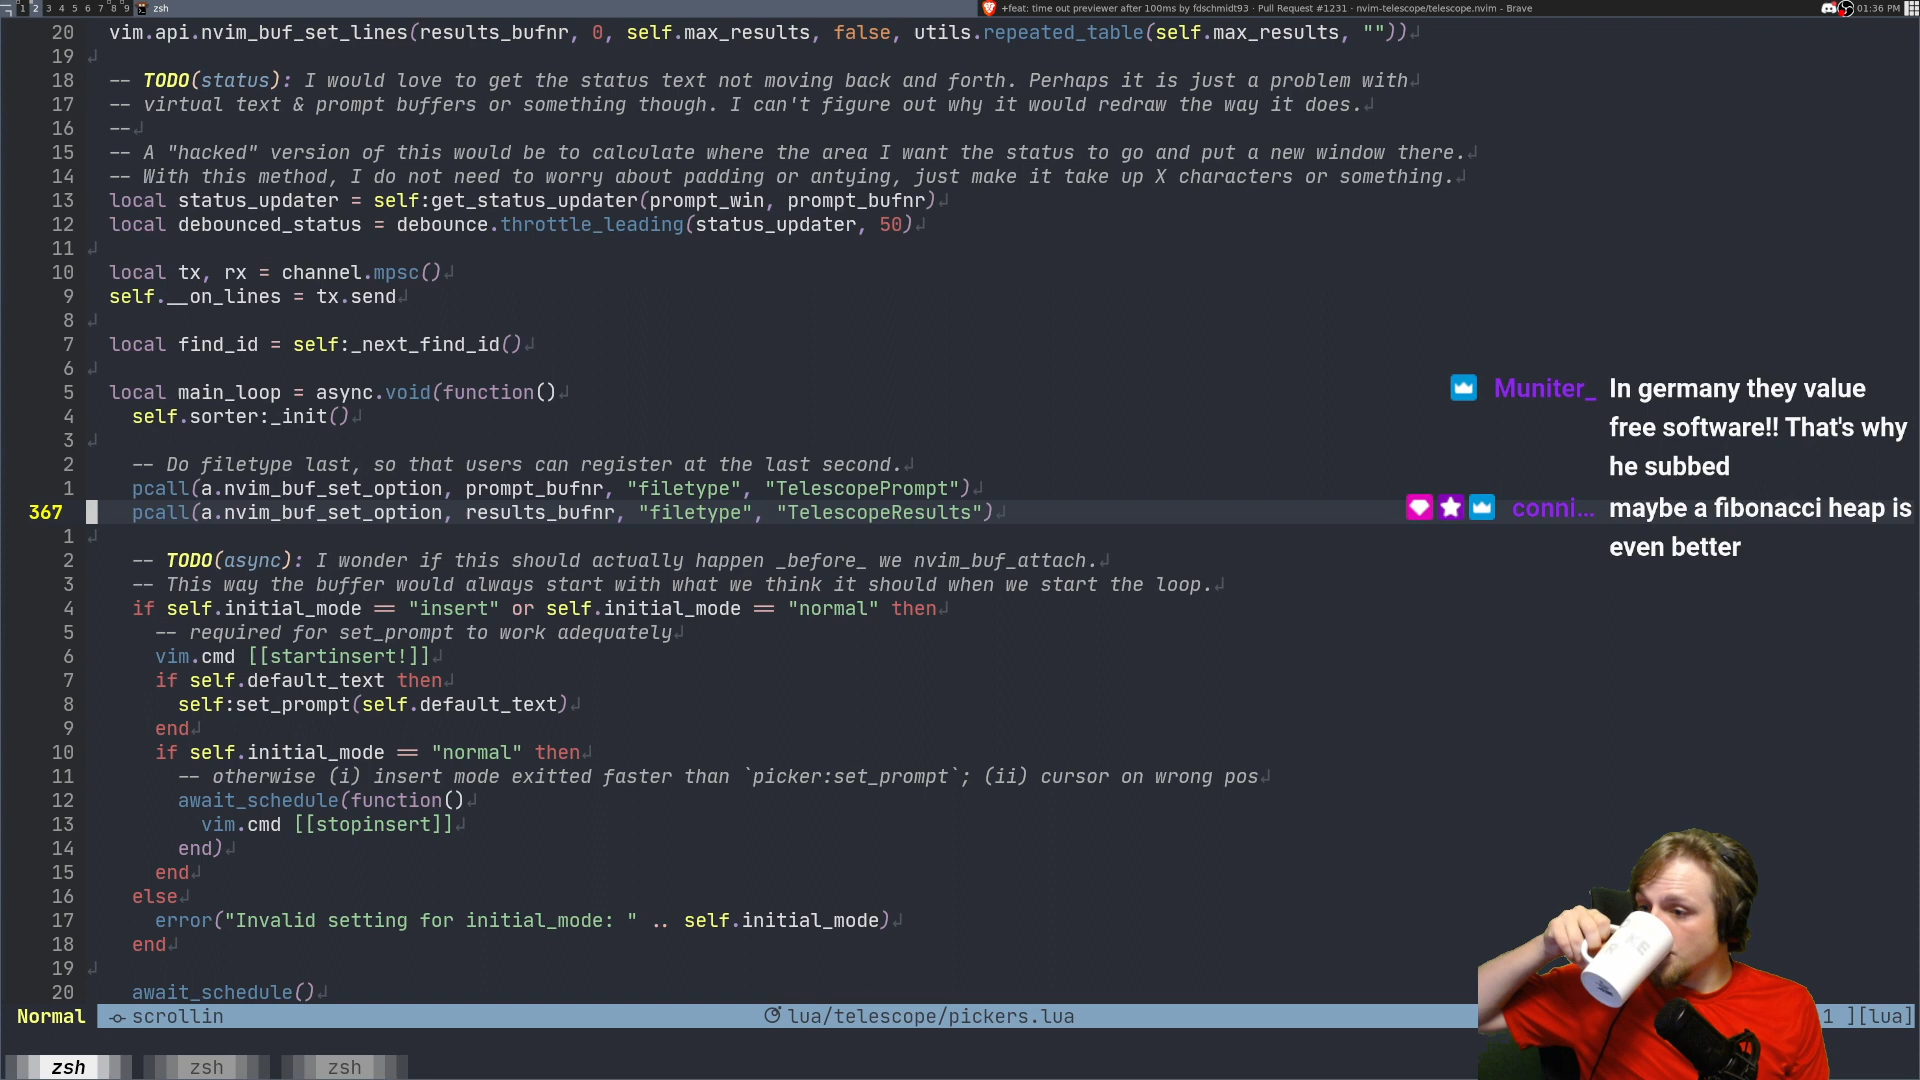 1 2 3 4 5 6 7 8 9 zsh
+feat: time out previewer after 100ms by fdschmidt93 · Pull Request #1231 · nvim-telescope/telescope.nvim - Brave
01:36 PM
20 vim.api.nvim_buf_set_lines(results_bufnr, 0, self.max_results, false, utils.repeated_table(self.max_results, ""))↲
19 ↲
18 -- TODO(status): I would love to get the status text not moving back and forth. Perhaps it is just a problem with↲
17 -- virtual text & prompt buffers or something though. I can't figure out why it would redraw the way it does.↲
16 --↲
15 -- A "hacked" version of this would be to calculate where the area I want the status to go and put a new window there.↲
14 -- With this method, I do not need to worry about padding or antying, just make it take up X characters or something.↲
13 local status_updater = self:get_status_updater(prompt_win, prompt_bufnr)↲
12 local debounced_status = debounce.throttle_leading(status_updater, 50)↲
11 ↲
10 local tx, rx = channel.mpsc()↲
9 self.__on_lines = tx.send↲
8 ↲
7 local find_id = self:_next_find_id()↲
6 ↲
5 local main_loop = async.void(function()↲
4 self.sorter:_init()↲
3 ↲
2 -- Do filetype last, so that users can register at the last second.↲
1 pcall(a.nvim_buf_set_option, prompt_bufnr, "filetype", "TelescopePrompt")↲
367 pcall(a.nvim_buf_set_option, results_bufnr, "filetype", "TelescopeResults")↲
1 ↲
2 -- TODO(async): I wonder if this should actually happen _before_ we nvim_buf_attach.↲
3 -- This way the buffer would always start with what we think it should when we start the loop.↲
4 if self.initial_mode == "insert" or self.initial_mode == "normal" then↲
5 -- required for set_prompt to work adequately↲
6 vim.cmd [[startinsert!]]↲
7 if self.default_text then↲
8 self:set_prompt(self.default_text)↲
9 end↲
10 if self.initial_mode == "normal" then↲
11 -- otherwise (i) insert mode exitted faster than `picker:set_prompt`; (ii) cursor on wrong pos↲
12 await_schedule(function()↲
13 vim.cmd [[stopinsert]]↲
14 end)↲
15 end↲
16 else↲
17 error("Invalid setting for initial_mode: " .. self.initial_mode)↲
18 end↲
19 ↲
20 await_schedule()↲
Muniter_ In germany they value
free software!! That's why
he subbed
conni... maybe a fibonacci heap is
even better
Normal scrollin lua/telescope/pickers.lua 1 ][lua]
zsh zsh zsh